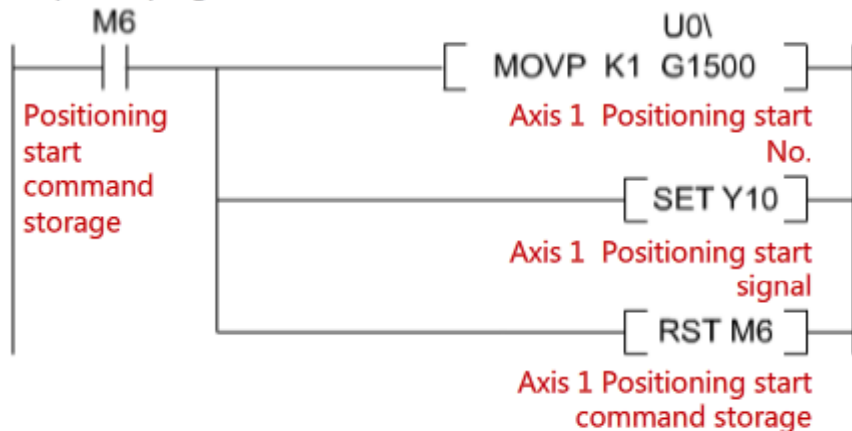 M6
U0\
MOVP K1 G1500
Positioning
start
command
storage
Axis 1 Positioning start
No.
SET Y10
Axis 1 Positioning start
signal
RST M6
Axis 1 Positioning start
command storage